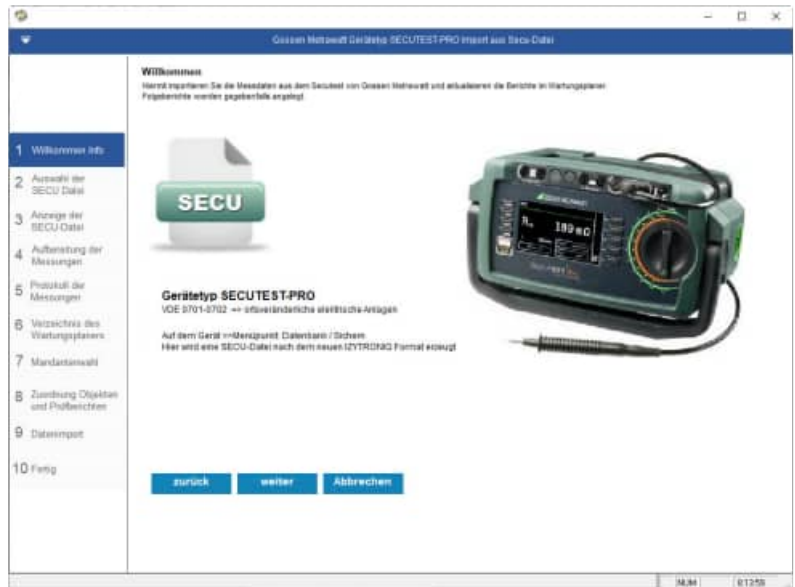 Gossen Metrawatt Gerätetyp SECUTEST-PRO Import aus Secu-Datei
Willkommen
Hiermit importieren Sie die Messdaten aus dem Secutest von Gossen Metrawatt und aktualisieren die Berichte im Wartungsplaner.
Folgeberichte werden gegebenfalls angelegt.
1 Willkommen Info
2 Auswahl der
SECU Datei
3 Anzeige der
SECU-Datei
4 Aufbereitung der
Messungen
5 Protokoll der
Messungen
6 Verzeichnis des
Wartungsplaners
7 Mandantenwahl
8 Zuordnung Objekten
und Prüfberichten
9 Datenimport
10 Fertig
SECU
189 mΩ
Gerätetyp SECUTEST-PRO
VDE 0701-0702 => ortsveränderliche elektrische Anlagen
Auf dem Gerät =>Menüpunkt: Datenbank / Sichern
Hier wird eine SECU-Datei nach dem neuen IZYTRONIQ Format erzeugt
zurück weiter Abbrechen
NUM